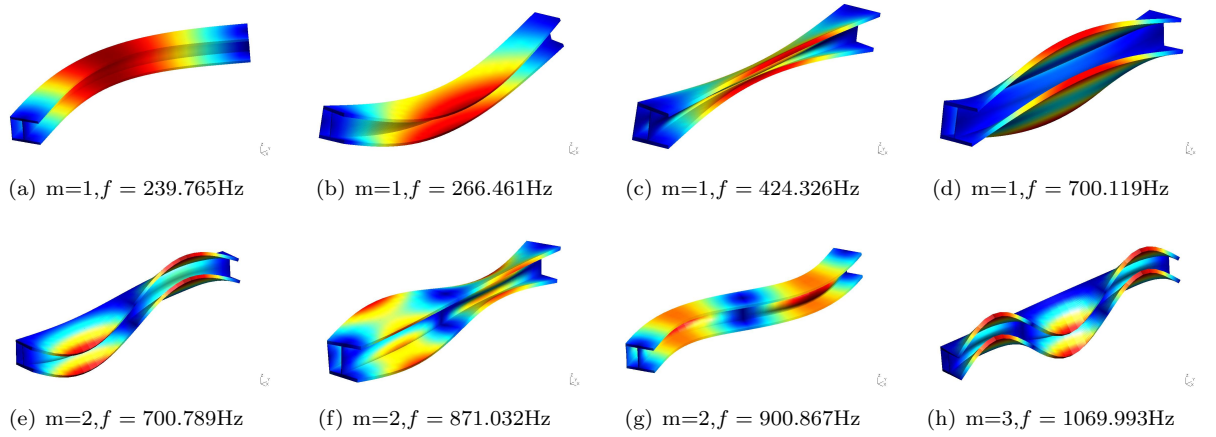 (a) m=1,f = 239.765Hz
(b) m=1,f = 266.461Hz
(c) m=1,f = 424.326Hz
(d) m=1,f = 700.119Hz
(e) m=2,f = 700.789Hz
(f) m=2,f = 871.032Hz
(g) m=2,f = 900.867Hz
(h) m=3,f = 1069.993Hz